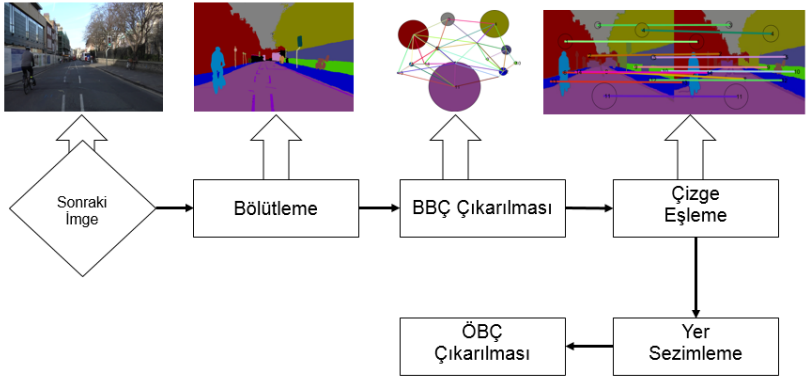 Sonraki
İmge
Bölütleme
BBÇ Çıkarılması
Çizge
Eşleme
Yer
Sezimleme
ÖBÇ
Çıkarılması